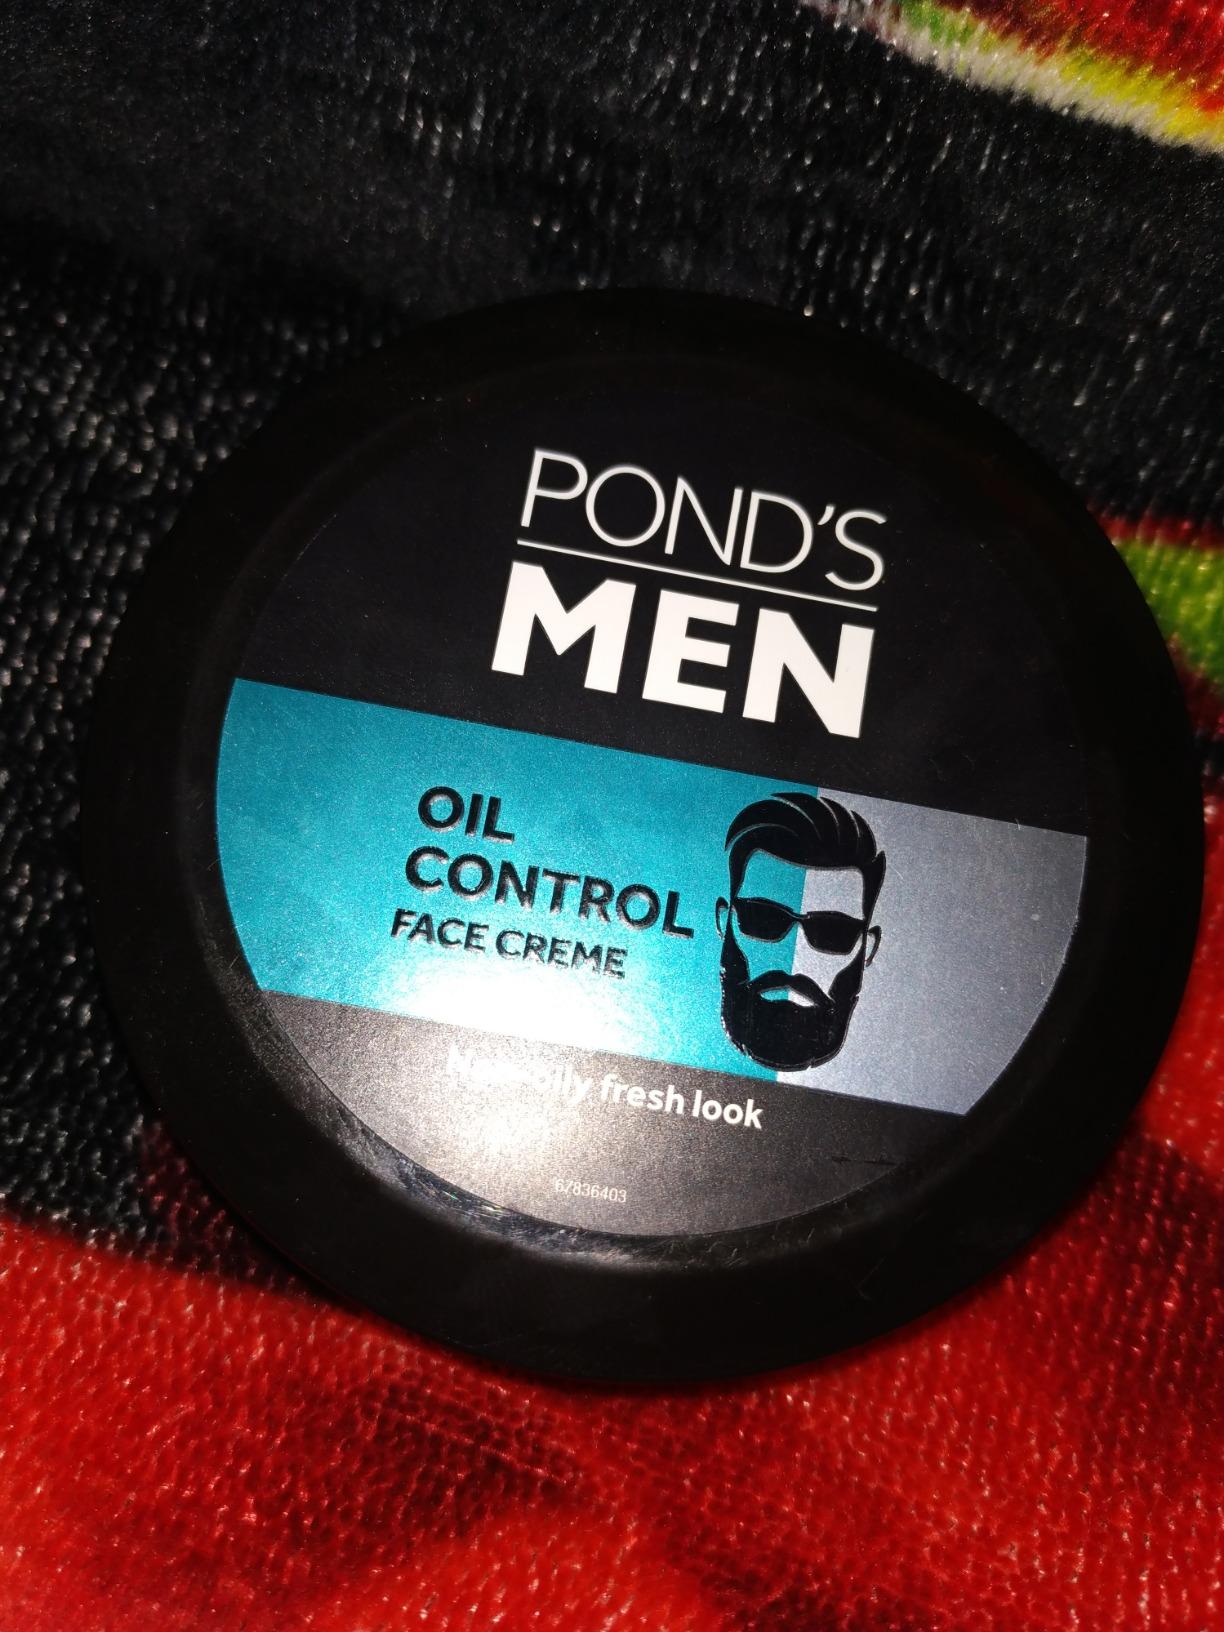 POND'S
MEN
OIL
CONTROL
FACE CREME
fresh look
67836403